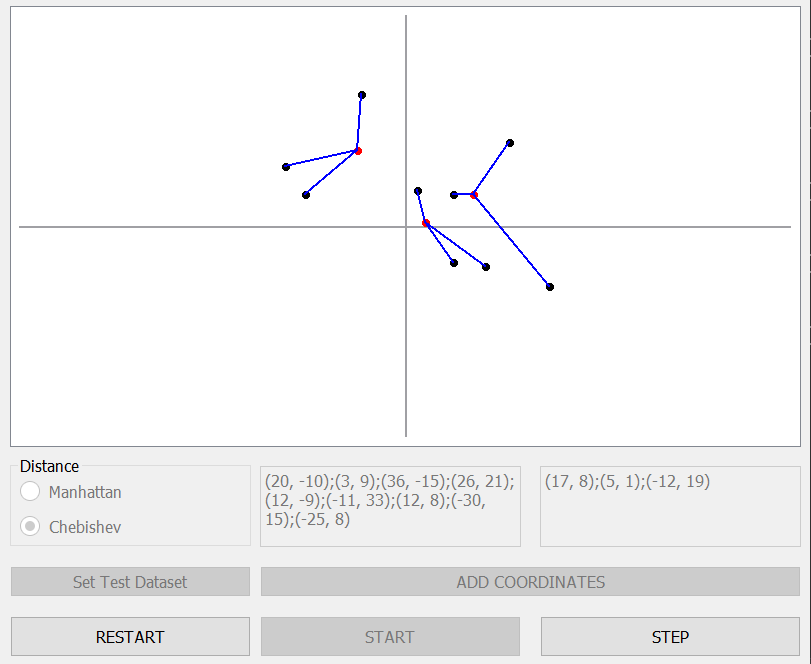 Distance
Manhattan
Chebishev
(20, -10);(3, 9);(36, -15);(26, 21);
(12, -9);(-11, 33);(12, 8);(-30,
15);(-25, 8)
(17, 8);(5, 1);(-12, 19)
Set Test Dataset
ADD COORDINATES
RESTART
START
STEP